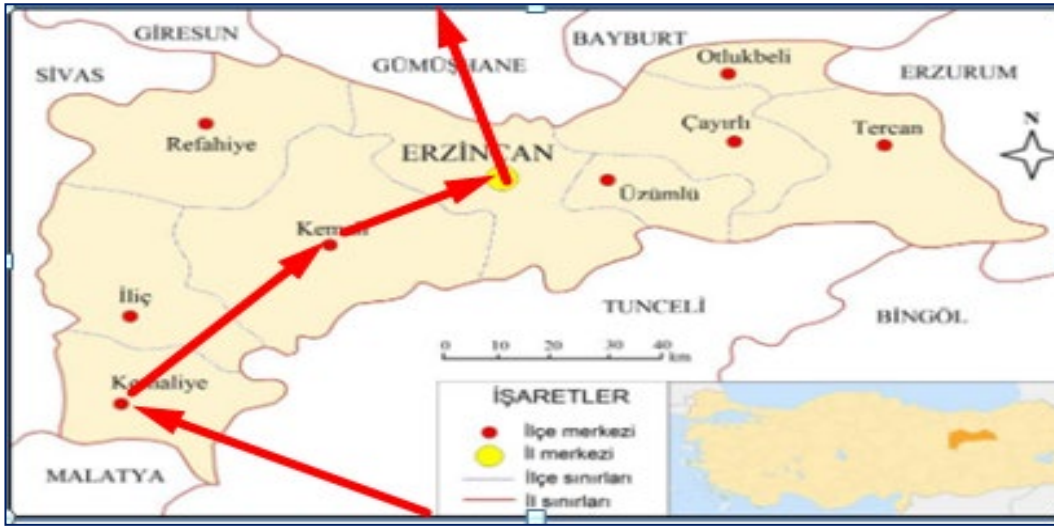 GİRESUN
BAYBURT
GÜMÜŞHANE
SİVAS
Otlukbeli
ERZURUM
Refahiye
Çayırlı
Tercan
N
ERZİNCAN
Üzümlü
İliç
TUNCELİ
BİNGÖL
0 10 20 30 40
km
Kemaliye
İŞARETLER
İlçe merkezi
İl merkezi
İlçe sınırları
İl sınırları
MALATYA